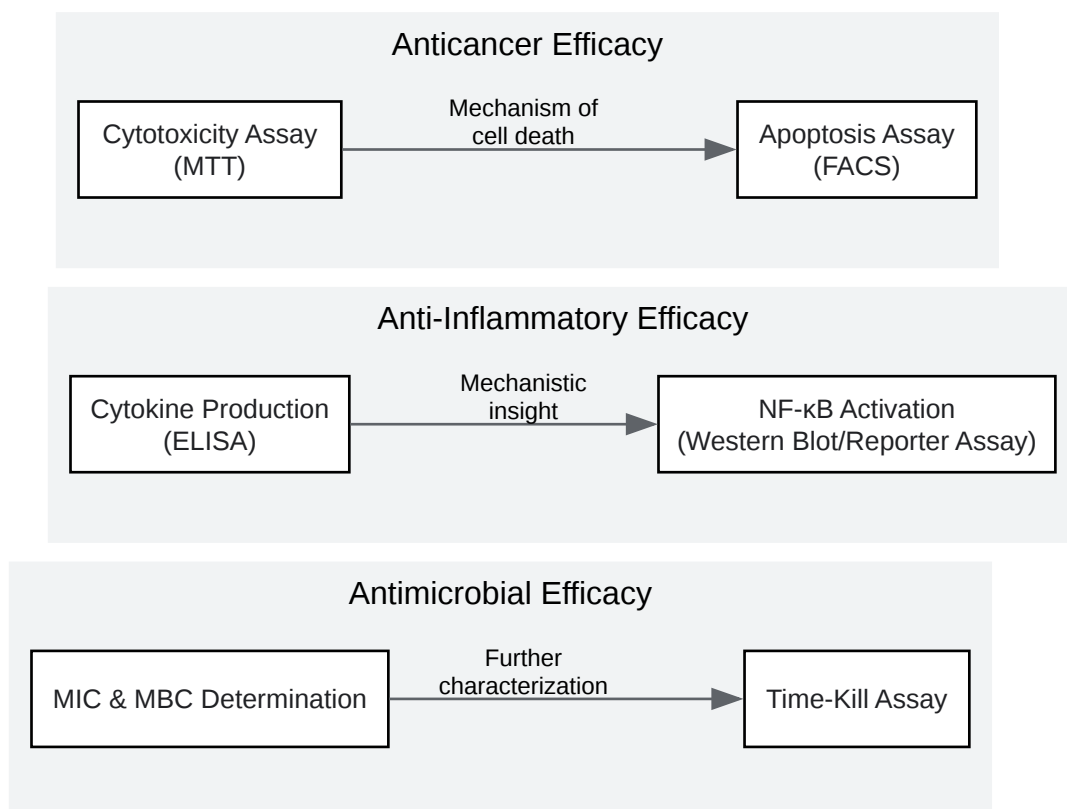 Anticancer Efficacy
Mechanism of
cell death
Cytotoxicity Assay
(MTT)
Apoptosis Assay
(FACS)
Anti-Inflammatory Efficacy
Mechanistic
insight
Cytokine Production
(ELISA)
NF-κB Activation
(Western Blot/Reporter Assay)
Antimicrobial Efficacy
Further
characterization
MIC & MBC Determination
Time-Kill Assay